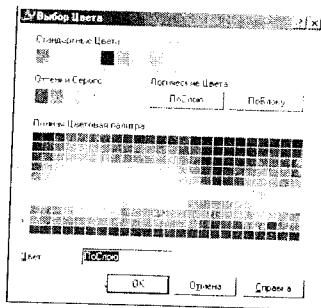 Выбор Цвета
Стандартные Цвета
Оттенки Серого
Логические Цвета
ПоСлою
ПоБлоку
Полная Цветовая палитра
Цвет
ПоСлою
OK
Отмена
Справка